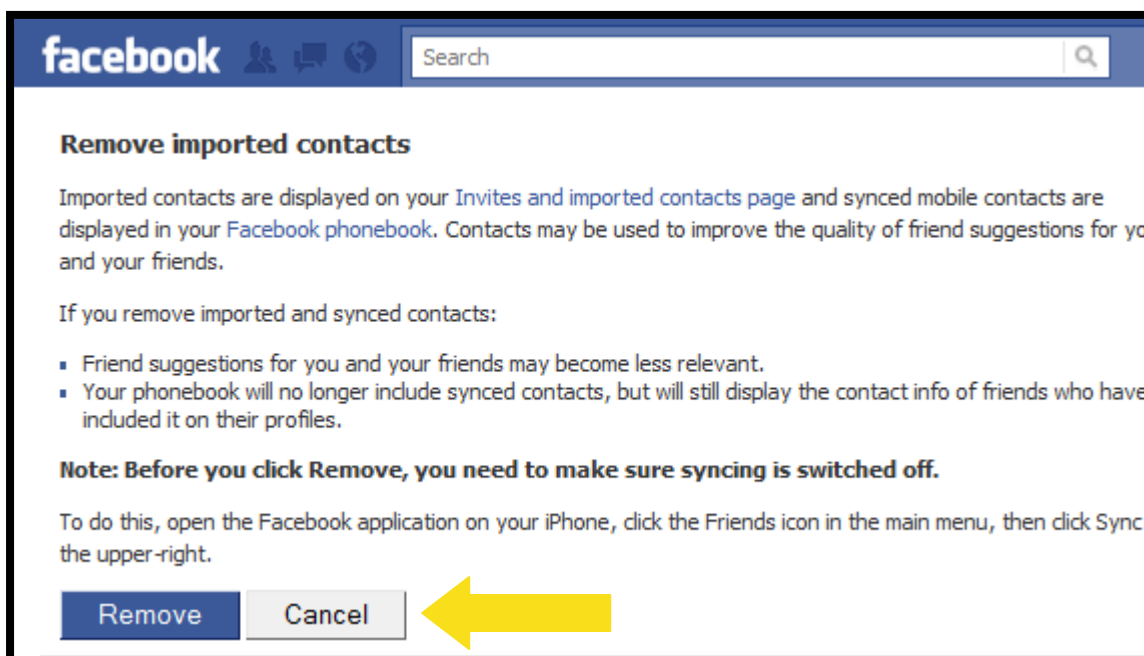 facebook
Search
Remove imported contacts
Imported contacts are displayed on your Invites and imported contacts page and synced mobile contacts are
displayed in your Facebook phonebook. Contacts may be used to improve the quality of friend suggestions for yo
and your friends.
If you remove imported and synced contacts:
Friend suggestions for you and your friends may become less relevant.
Your phonebook will no longer include synced contacts, but will still display the contact info of friends who have
included it on their profiles.
Note: Before you click Remove, you need to make sure syncing is switched off.
To do this, open the Facebook application on your iPhone, click the Friends icon in the main menu, then click Sync
the upper-right.
Remove Cancel